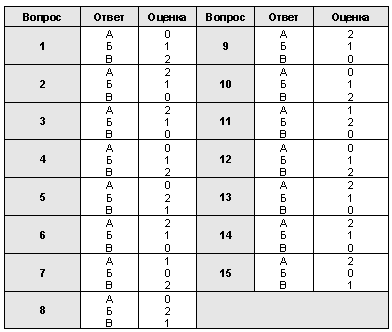 Вопрос Ответ Оценка Вопрос Ответ Оценка
1 А 0 9 А 2
Б 1 Б 1
В 2 В 0
2 А 2 10 А 0
Б 1 Б 1
В 0 В 2
3 А 2 11 А 1
Б 1 Б 2
В 0 В 0
4 А 0 12 А 0
Б 1 Б 1
В 2 В 2
5 А 0 13 А 2
Б 2 Б 1
В 1 В 0
6 А 2 14 А 2
Б 1 Б 1
В 0 В 0
7 А 1 15 А 2
Б 0 Б 0
В 2 В 1
8 А 0
Б 2
В 1